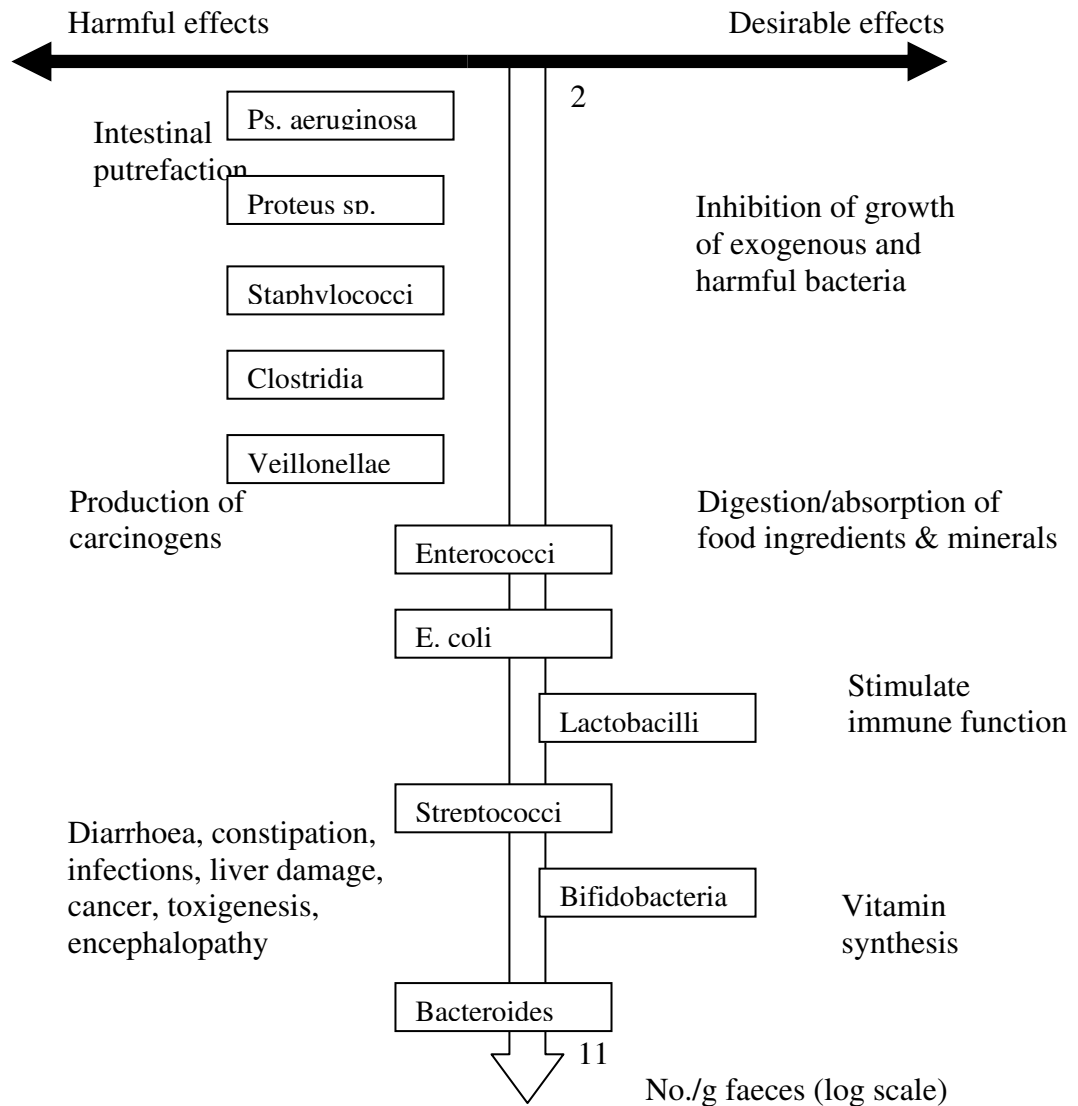 Harmful effects
Desirable effects
2
Ps. aeruginosa
Intestinal
putrefaction
Proteus sp.
Inhibition of growth
of exogenous and
harmful bacteria
Staphylococci
Clostridia
Veillonellae
Production of
carcinogens
Digestion/absorption of
food ingredients & minerals
Enterococci
E. coli
Stimulate
immune function
Lactobacilli
Streptococci
Diarrhoea, constipation,
infections, liver damage,
cancer, toxigenesis,
encephalopathy
Bifidobacteria
Vitamin
synthesis
Bacteroides
11
No./g faeces (log scale)